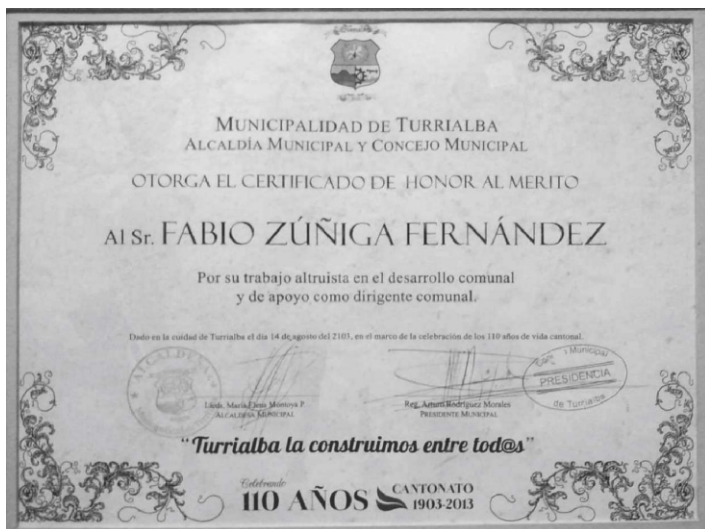 MUNICIPALIDAD DE TURRIALBA
ALCALDÍA MUNICIPAL Y CONCEJO MUNICIPAL
OTORGA EL CERTIFICADO DE HONOR AL MERITO
Al Sr. FABIO ZÚÑIGA FERNÁNDEZ
Por su trabajo altruista en el desarrollo comunal
y de apoyo como dirigente comunal.
Dado en la cuidad de Turrialba el día 14 de agosto del 2103, en el marco de la celebración de los 110 años de vida cantonal.
ALCALDESA
Municipal
PRESIDENCIA
de Turrialba
Licda. María Elena Montoya P.
ALCALDESA MUNICIPAL
Reg. Arturo Rodríguez Morales
PRESIDENTE MUNICIPAL
"Turrialba la construimos entre tod@s"
Celebrando
110 AÑOS CANTONATO
1903-2013